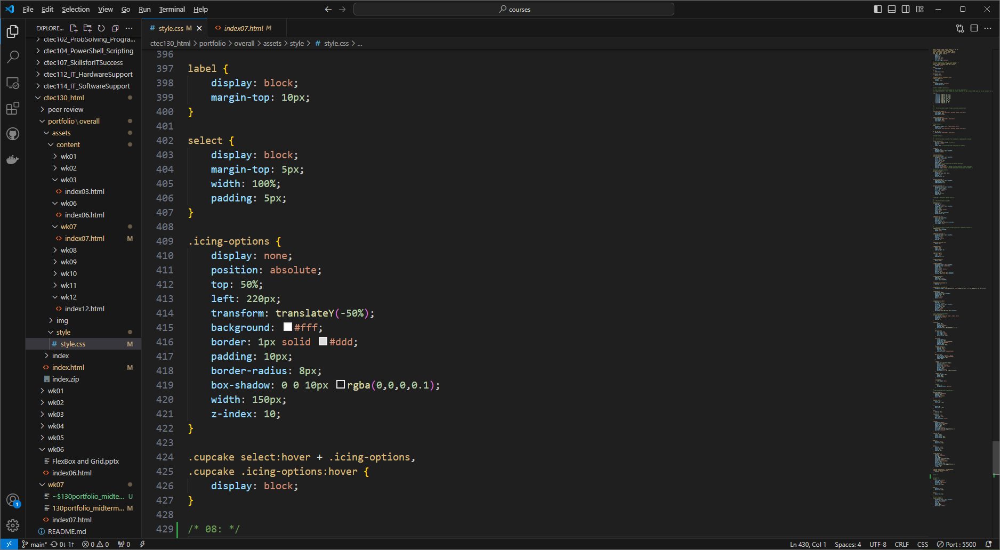 File Edit Selection View Go Run Terminal Help
courses
EXPLORE...
style.css M
index07.html M
ctec130_html > portfolio > overall > assets > style > # style.css > ...
ctec102_ProbSolving_Progra...
ctec104_PowerShell_Scripting
ctec107_SkillsforITSuccess
ctec112_IT_HardwareSupport
ctec114_IT_SoftwareSupport
ctec130_html
peer review
portfolio\overall
assets
content
wk01
wk02
wk03
index03.html
wk06
index06.html
wk07
index07.html M
wk08
wk09
wk10
wk11
wk12
index12.html
img
style
# style.css M
index
index.html M
index.zip
wk01
wk02
wk03
wk04
wk05
wk06
FlexBox and Grid.pptx
index06.html
wk07
~$130portfolio_midte... U
130portfolio_midterm... M
index07.html
README.md
396
397 label {
398 display: block;
399 margin-top: 10px;
400 }
401
402 select {
403 display: block;
404 margin-top: 5px;
405 width: 100%;
406 padding: 5px;
407 }
408
409 .icing-options {
410 display: none;
411 position: absolute;
412 top: 50%;
413 left: 220px;
414 transform: translateY(-50%);
415 background: #fff;
416 border: 1px solid #ddd;
417 padding: 10px;
418 border-radius: 8px;
419 box-shadow: 0 0 10px rgba(0,0,0,0.1);
420 width: 150px;
421 z-index: 10;
422 }
423
424 .cupcake select:hover + .icing-options,
425 .cupcake .icing-options:hover {
426 display: block;
427 }
428
429 /* 08: */
1
main* 0↓ 1↑ 0 0 0
Ln 430, Col 1 Spaces: 4 UTF-8 CRLF CSS Port : 5500